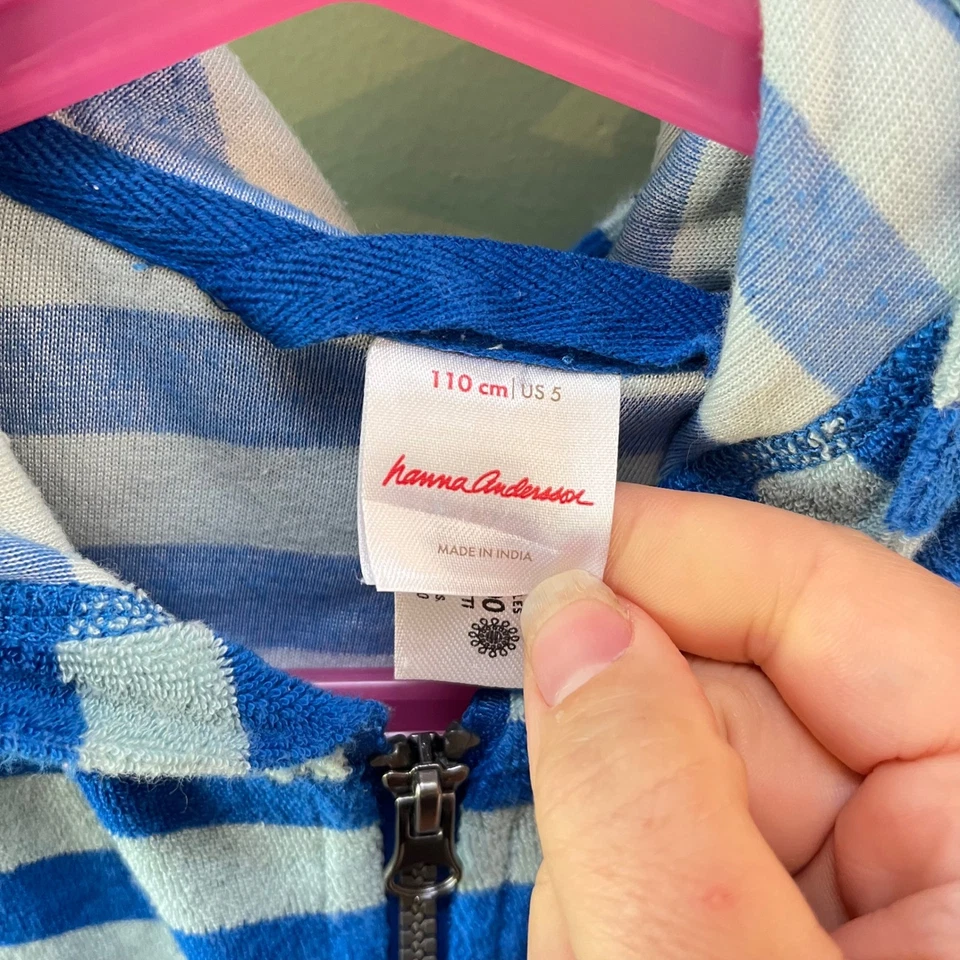 110 cm | US 5
hanna Andersson
MADE IN INDIA